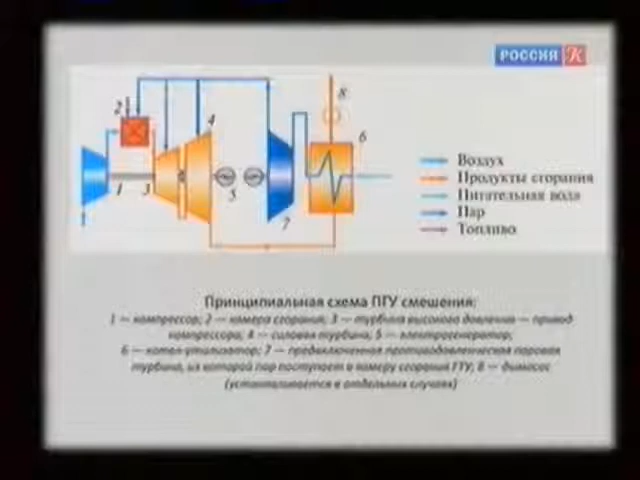 РОССИЯ К
2
4
8
6
Воздух
Продукты сгорания
Питательная вода
Пар
Топливо
1
3
5
7
Принципиальная схема ПГУ смешения:
1 — компрессор; 2 — камера сгорания; 3 — турбина высокого давления — привод
компрессора; 4 — силовая турбина; 5 — электрогенератор;
6 — котел-утилизатор; 7 — предвключенная противодавленческая паровая
турбина, из которой пар поступает в камеру сгорания ГТУ; 8 — дымосос
(устанавливается в отдельных случаях)